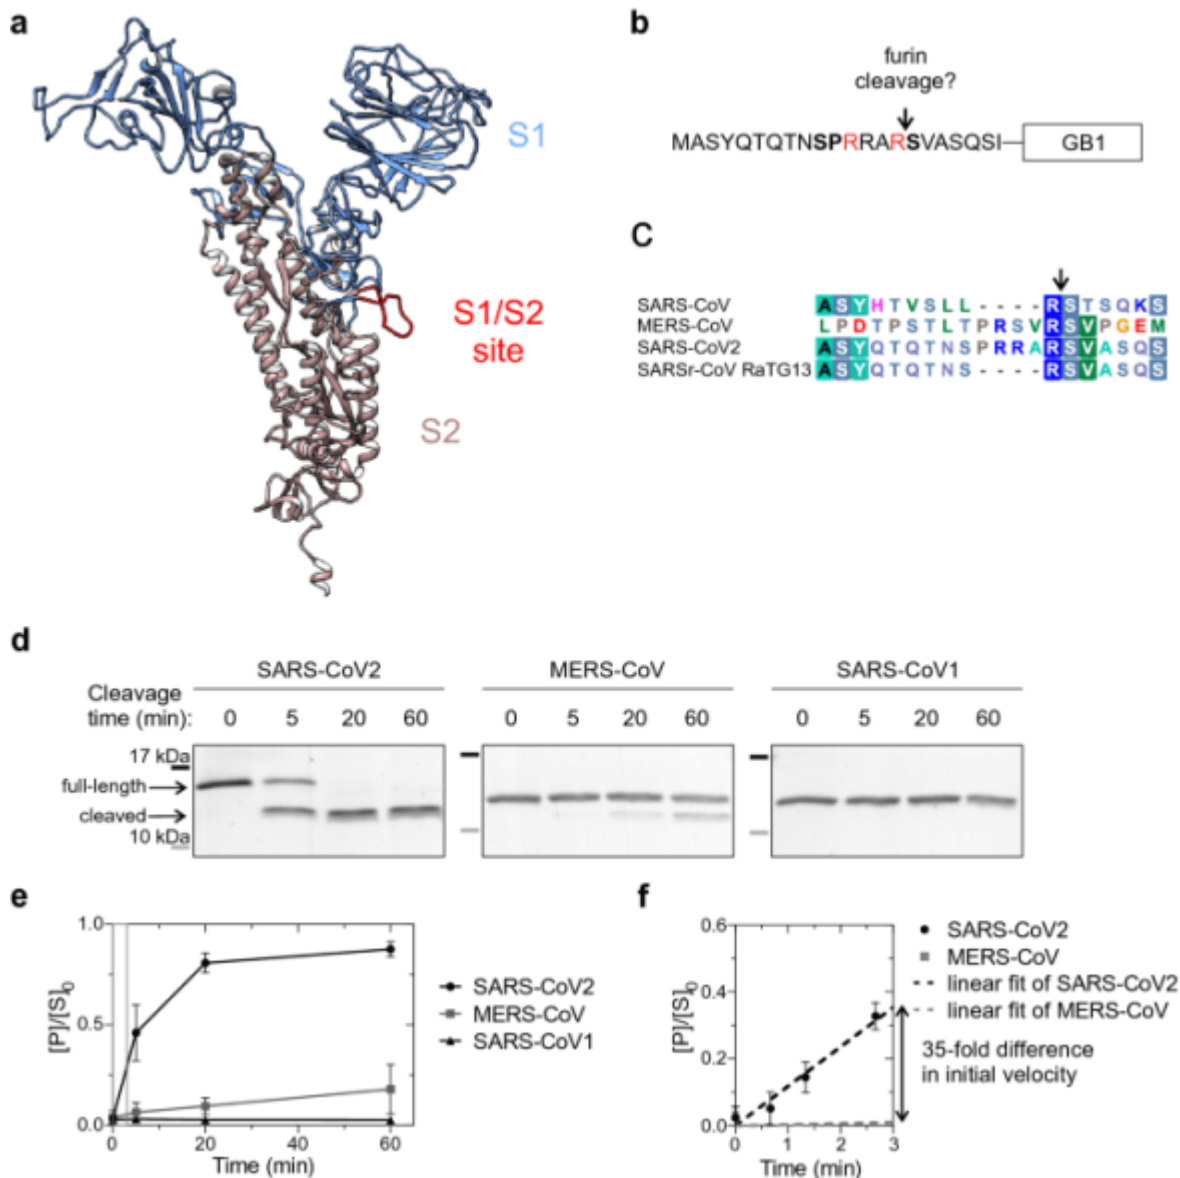 a
S1
S1/S2
site
S2
b
furin
cleavage?
MASYQTQTNSPRRARSVASQSI
GB1
C
SARS-CoV ASYHTVSLL----RSTSQKS
MERS-CoV LPDTPSTLTPRSVRSVPGEM
SARS-CoV2 ASYQTQTNSPRRARSVASQS
SARSr-CoV RaTG13 ASYQTQTNS----RSVASQS
d
SARS-CoV2 MERS-CoV SARS-CoV1
Cleavage
time (min): 0 5 20 60 0 5 20 60 0 5 20 60
17 kDa
full-length
cleaved
10 kDa
e
[P]/[S]0
1.0
0.5
0.0
0 20 40 60
Time (min)
SARS-CoV2
MERS-CoV
SARS-CoV1
f
[P]/[S]0
0.6
0.4
0.2
0.0
0 1 2 3
Time (min)
SARS-CoV2
MERS-CoV
linear fit of SARS-CoV2
linear fit of MERS-CoV
35-fold difference
in initial velocity